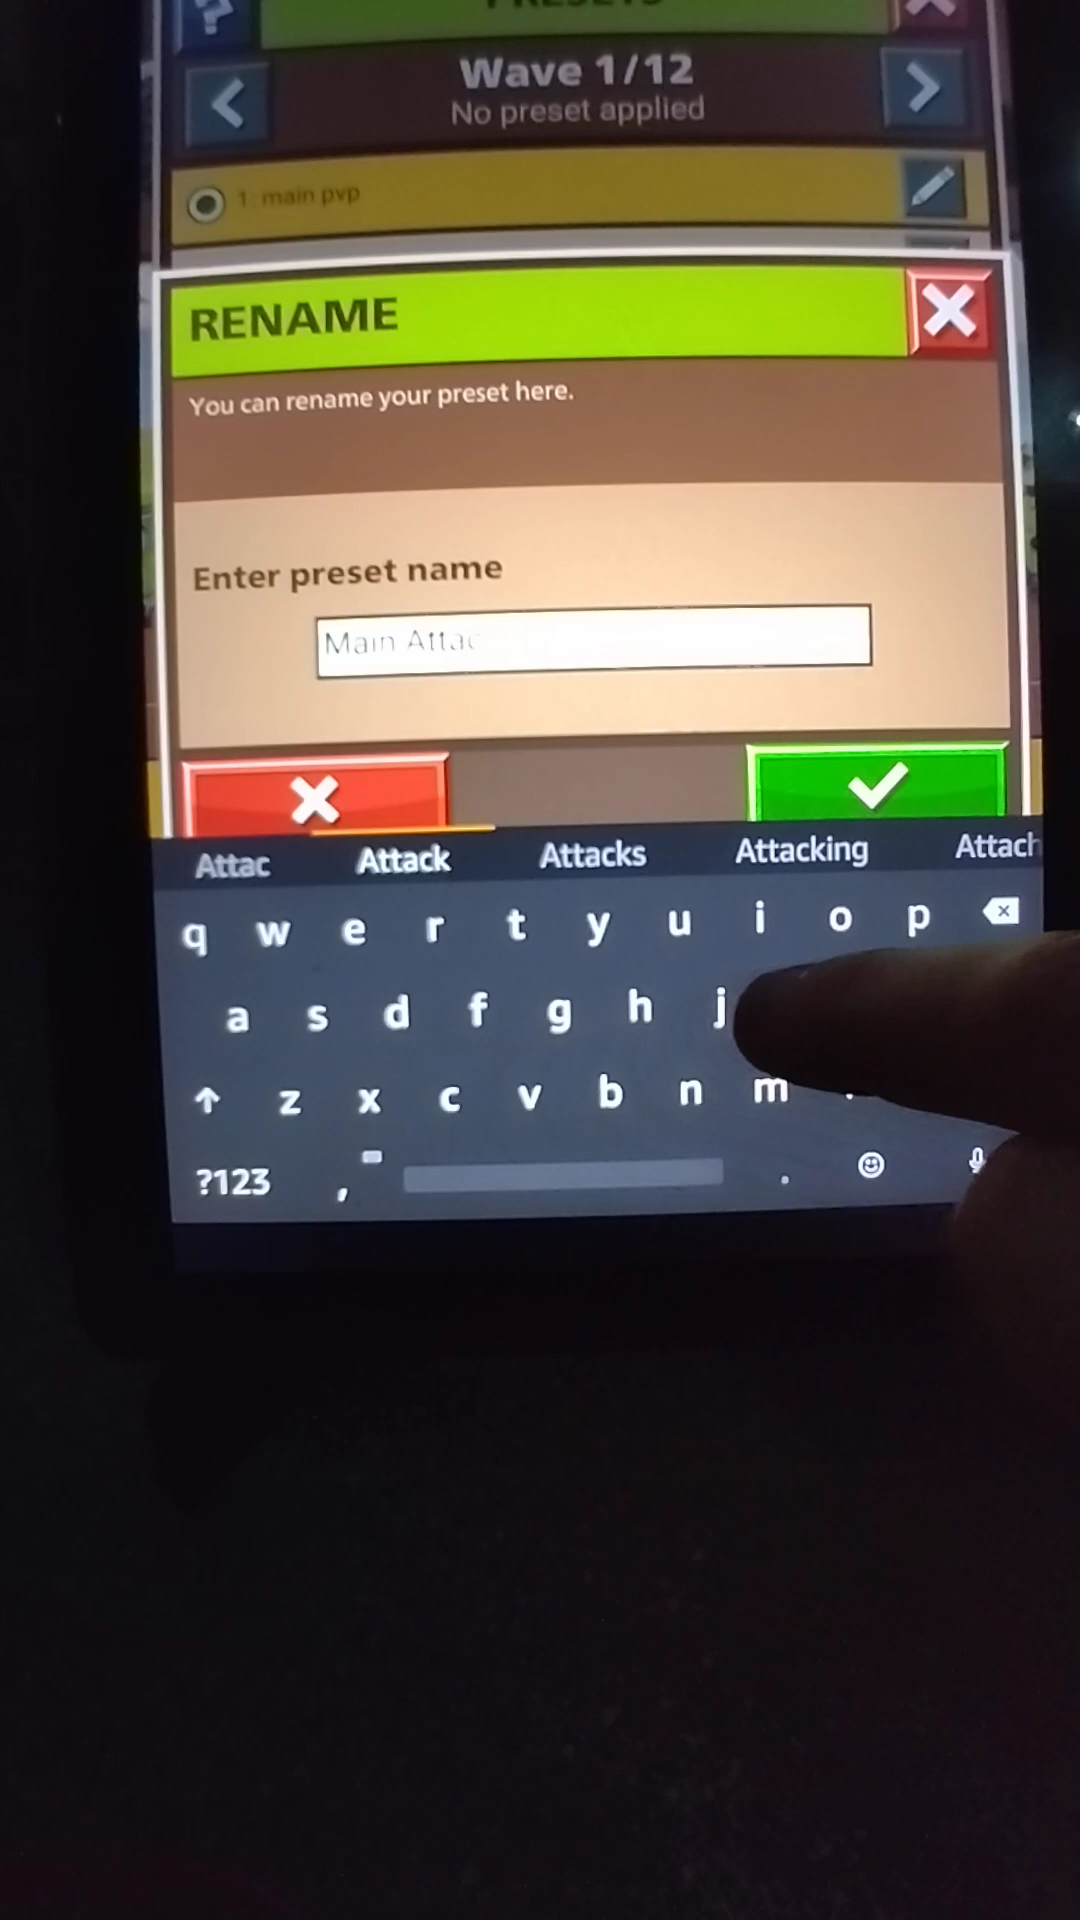 PRESETS
Wave 1/12
No preset applied
1: main pvp
RENAME
You can rename your preset here.
Enter preset name
Main Attac
Attac Attack Attacks Attacking Attach
q w e r t y u i o p
a s d f g h j
z x c v b n m
?123 , .